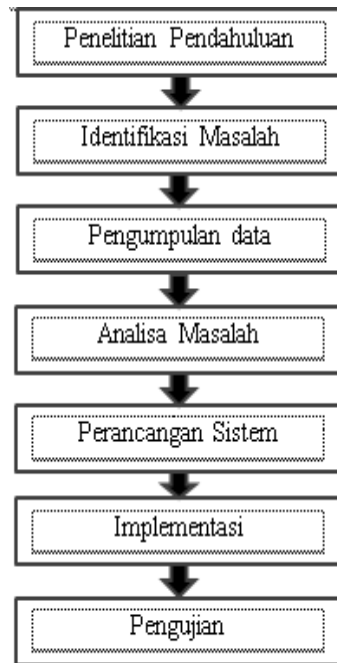 Penelitian Pendahuluan
Identifikasi Masalah
Pengumpulan data
Analisa Masalah
Perancangan Sistem
Implementasi
Pengujian